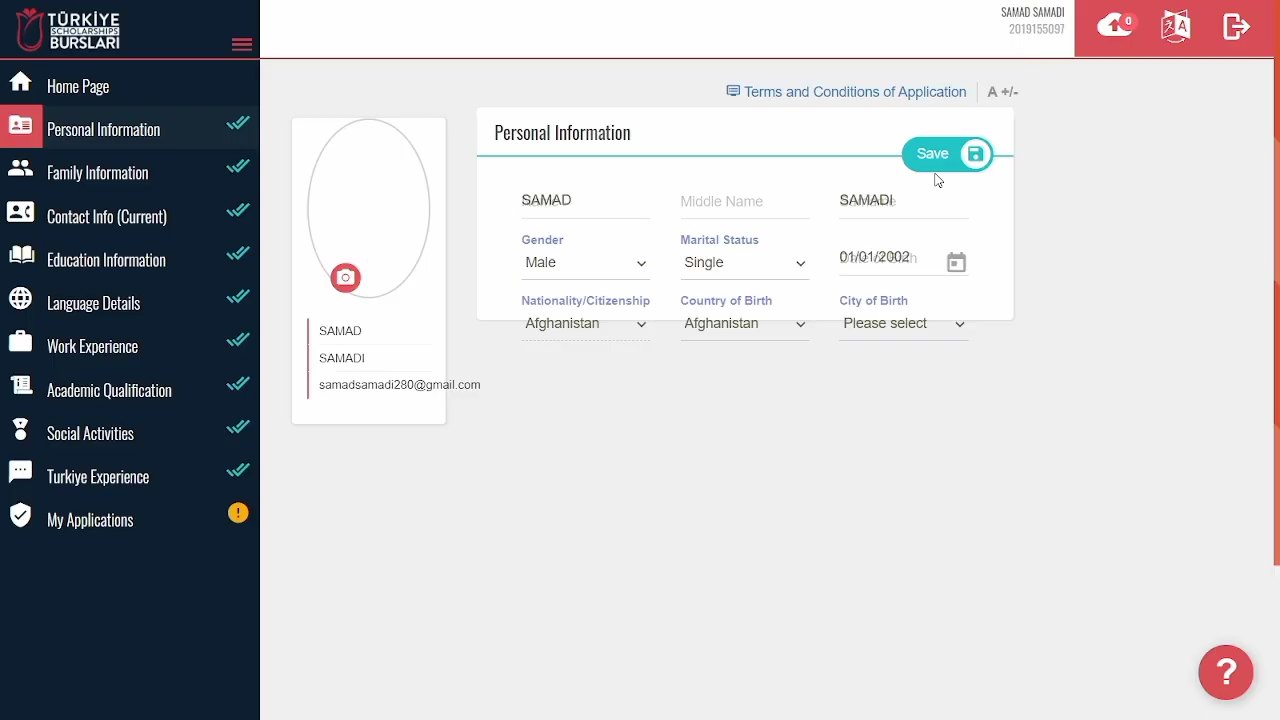 TÜRKİYE
SCHOLARSHIPS
BURSLARI
SAMAD SAMADI
2019155097
0
A
Home Page
Personal Information
Family Information
Contact Info (Current)
Education Information
Language Details
Work Experience
Academic Qualification
Social Activities
Turkiye Experience
My Applications
!
Terms and Conditions of Application
A +/-
SAMAD
SAMADI
samadsamadi280@gmail.com
Personal Information
Save
SAMAD
Middle Name
SAMADI
Gender
Marital Status
Male
Single
01/01/2002
Nationality/Citizenship
Country of Birth
City of Birth
Afghanistan
Afghanistan
Please select
?